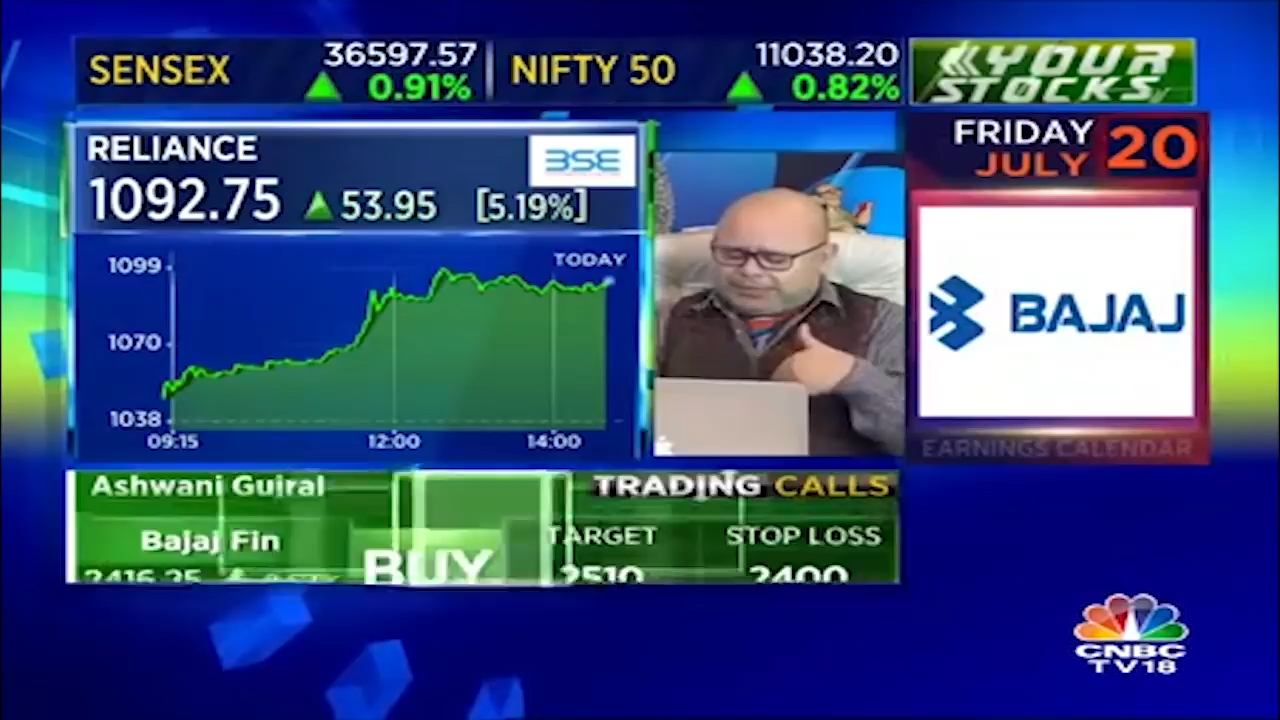 SENSEX
36597.57
0.91%
NIFTY 50
11038.20
0.82%
YOUR
STOCKS
RELIANCE
BSE
1092.75
53.95
[5.19%]
FRIDAY
JULY
20
TODAY
1099
1070
1038
09:15
12:00
14:00
BAJAJ
EARNINGS CALENDAR
Ashwani Gujral
TRADING CALLS
Bajaj Fin
TARGET
STOP LOSS
2416.25
BUY
2510
2400
CNBC
TV18